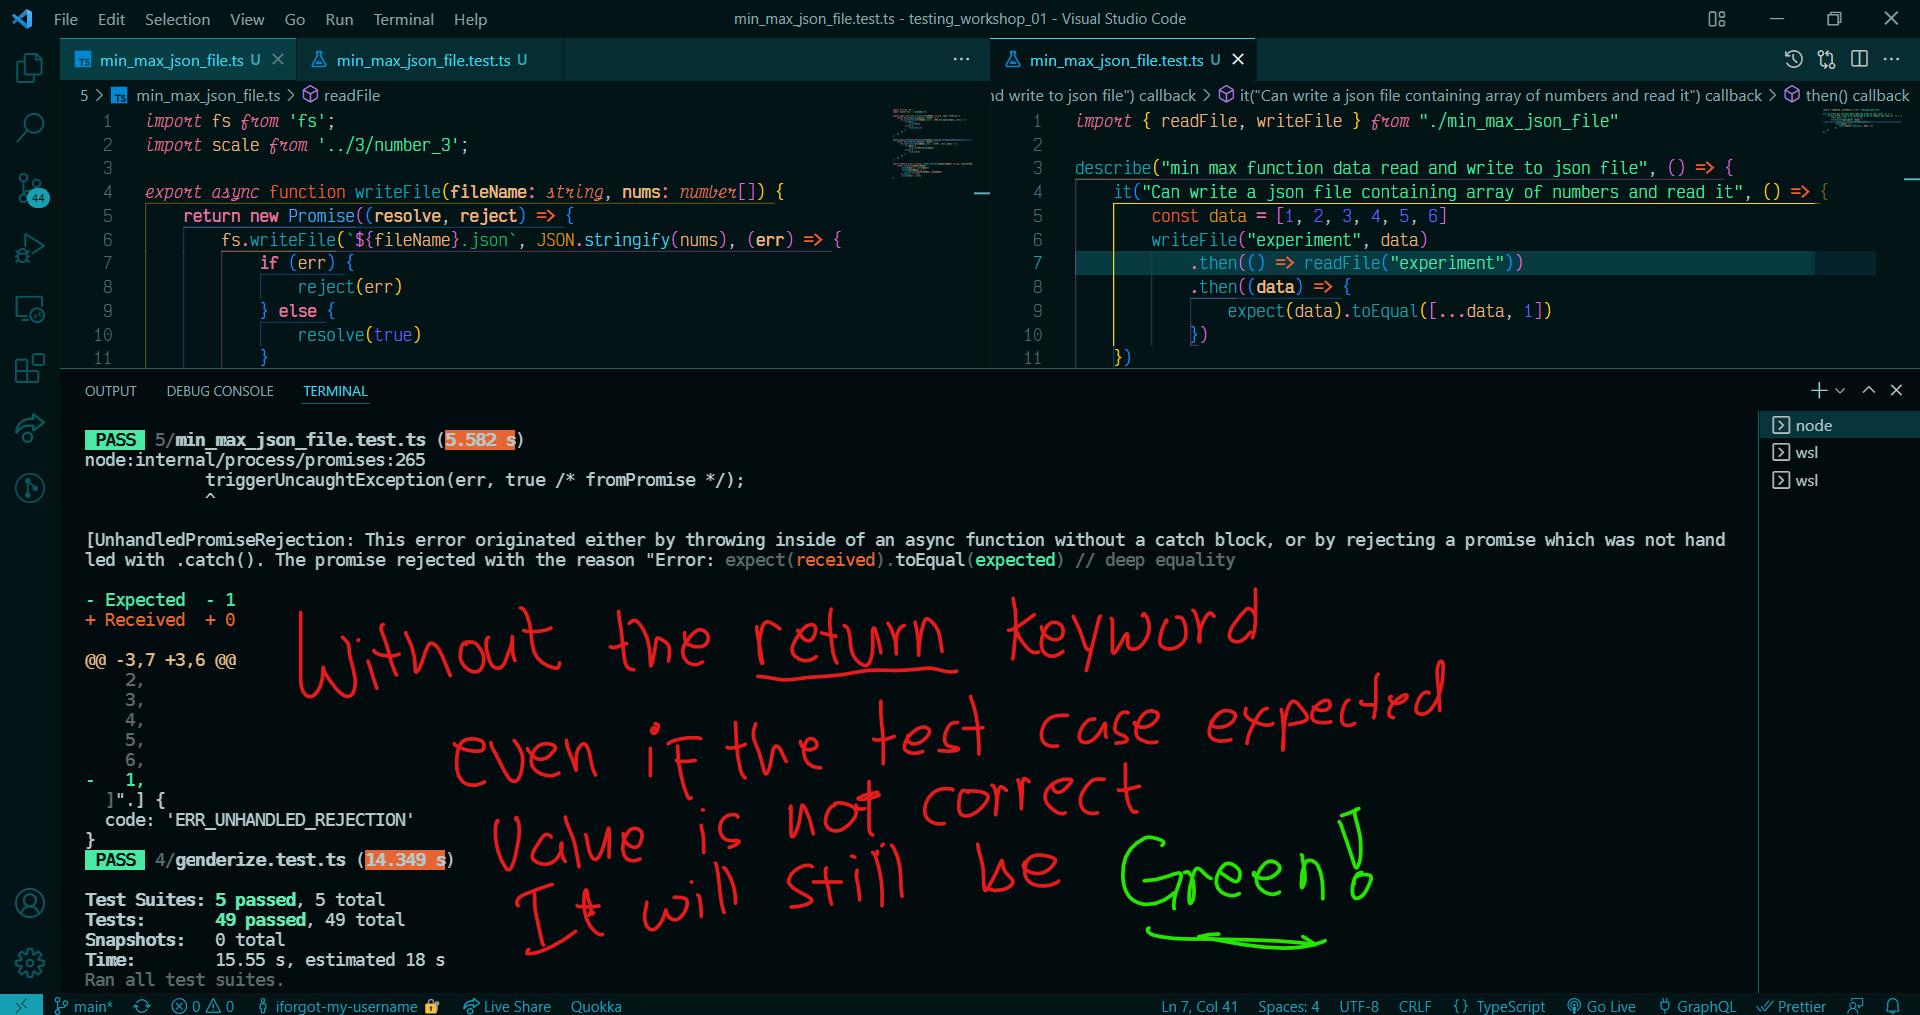 File Edit Selection View Go Run Terminal Help
min_max_json_file.test.ts - testing_workshop_01 - Visual Studio Code
min_max_json_file.ts U
min_max_json_file.test.ts U
5 > min_max_json_file.ts > readFile
1 import fs from 'fs';
2 import scale from '../3/number_3';
3
4 export async function writeFile(fileName: string, nums: number[]) {
5 return new Promise((resolve, reject) => {
6 fs.writeFile(`${fileName}.json`, JSON.stringify(nums), (err) => {
7 if (err) {
8 reject(err)
9 } else {
10 resolve(true)
11 }
min_max_json_file.test.ts U
nd write to json file") callback > it("Can write a json file containing array of numbers and read it") callback > then() callback
1 import { readFile, writeFile } from "./min_max_json_file"
2
3 describe("min max function data read and write to json file", () => {
4 it("Can write a json file containing array of numbers and read it", () => {
5 const data = [1, 2, 3, 4, 5, 6]
6 writeFile("experiment", data)
7 .then(() => readFile("experiment"))
8 .then((data) => {
9 expect(data).toEqual([...data, 1])
10 })
11 })
44
OUTPUT DEBUG CONSOLE TERMINAL
node
wsl
wsl
PASS 5/min_max_json_file.test.ts (5.582 s)
node:internal/process/promises:265
triggerUncaughtException(err, true /* fromPromise */);
^
[UnhandledPromiseRejection: This error originated either by throwing inside of an async function without a catch block, or by rejecting a promise which was not hand
led with .catch(). The promise rejected with the reason "Error: expect(received).toEqual(expected) // deep equality
- Expected - 1
+ Received + 0
@@ -3,7 +3,6 @@
2,
3,
4,
5,
6,
- 1,
]".] {
code: 'ERR_UNHANDLED_REJECTION'
}
PASS 4/genderize.test.ts (14.349 s)
Test Suites: 5 passed, 5 total
Tests: 49 passed, 49 total
Snapshots: 0 total
Time: 15.55 s, estimated 18 s
Ran all test suites.
Without the return keyword
even if the test case expected
value is not correct
It will still be Green!
main* 0 0 iforgot-my-username Live Share Quokka
Ln 7, Col 41 Spaces: 4 UTF-8 CRLF {} TypeScript Go Live GraphQL Prettier